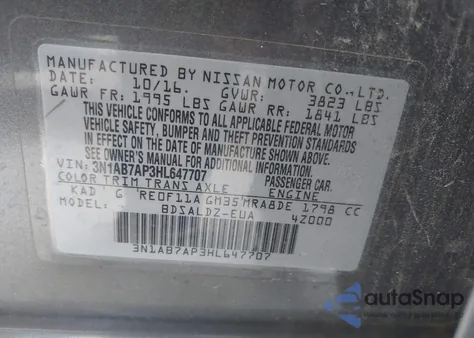 MANUFACTURED BY NISSAN MOTOR CO.,LTD.
DATE: 10/16. GVWR: 3823 LBS
GAWR FR: 1995 LBS GAWR RR: 1841 LBS
THIS VEHICLE CONFORMS TO ALL APPLICABLE FEDERAL MOTOR
VEHICLE SAFETY, BUMPER AND THEFT PREVENTION STANDARDS
IN EFFECT ON THE DATE OF MANUFACTURE SHOWN ABOVE.
SEE OWNER'S MANUAL FOR ADDITIONAL INFORMATION
VIN: 3N1AB7AP3HL647707 PASSENGER CAR.
COLOR TRIM TRANS AXLE ENGINE
KAD G RE0F11A GM35 MRA8DE 1798 CC
MODEL: BDSALDZ-EUA 42000
3N1AB7AP3HL647707
autoSnap